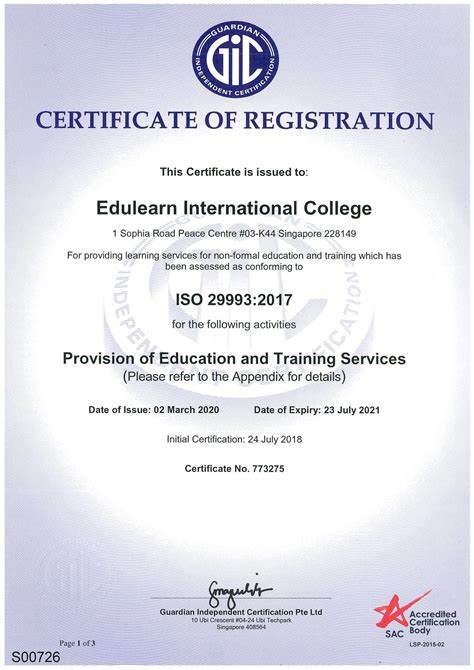 GUARDIAN
GIC
INDEPENDENT CERTIFICATION
CERTIFICATE OF REGISTRATION
This Certificate is issued to:
Edulearn International College
1 Sophia Road Peace Centre #03-K44 Singapore 228149
For providing learning services for non-formal education and training which has
been assessed as conforming to
ISO 29993:2017
for the following activities
Provision of Education and Training Services
(Please refer to the Appendix for details)
Date of Issue: 02 March 2020 Date of Expiry: 23 July 2021
Initial Certification: 24 July 2018
Certificate No. 773275
Guardian Independent Certification Pte Ltd
10 Ubi Crescent #04-24 Ubi Techpark
Singapore 408564
SAC
Accredited
Certification
Body
LSP-2015-02
Page 1 of 3
S00726